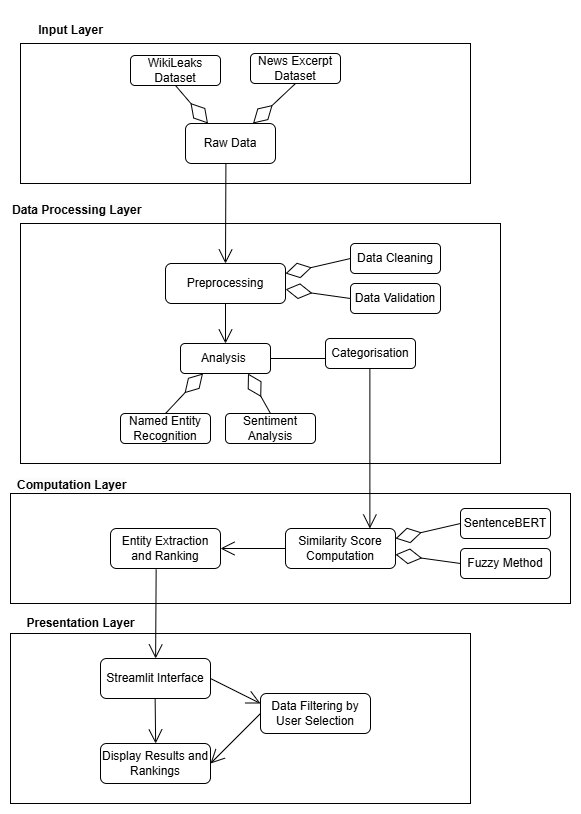 Input Layer
WikiLeaks
Dataset
News Excerpt
Dataset
Raw Data
Data Processing Layer
Preprocessing
Data Cleaning
Data Validation
Analysis
Categorisation
Named Entity
Recognition
Sentiment
Analysis
Computation Layer
Entity Extraction
and Ranking
Similarity Score
Computation
SentenceBERT
Fuzzy Method
Presentation Layer
Streamlit Interface
Data Filtering by
User Selection
Display Results and
Rankings